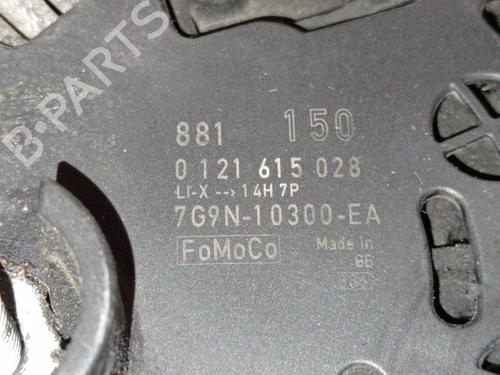 B-PARTS
881 150
0 121 615 028
LI-X --> 14H 7P
7G9N-10300-EA
FoMoCo Made in
GB